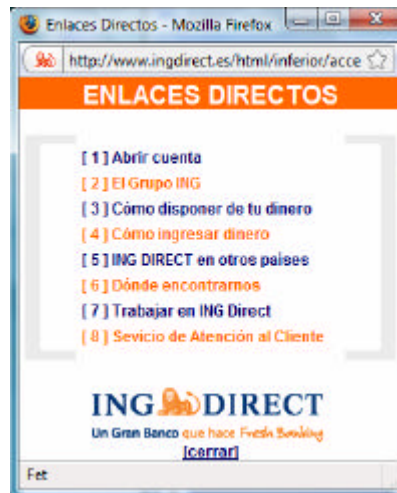 Enlaces Directos - Mozilla Firefox
http://www.ingdirect.es/html/inferior/acce
ENLACES DIRECTOS
[ 1 ] Abrir cuenta
[ 2 ] El Grupo ING
[ 3 ] Cómo disponer de tu dinero
[ 4 ] Cómo ingresar dinero
[ 5 ] ING DIRECT en otros paises
[ 6 ] Dónde encontrarnos
[ 7 ] Trabajar en ING Direct
[ 8 ] Sevicio de Atención al Cliente
ING DIRECT
Un Gran Banco que hace Fresh Banking
[cerrar]
Fet